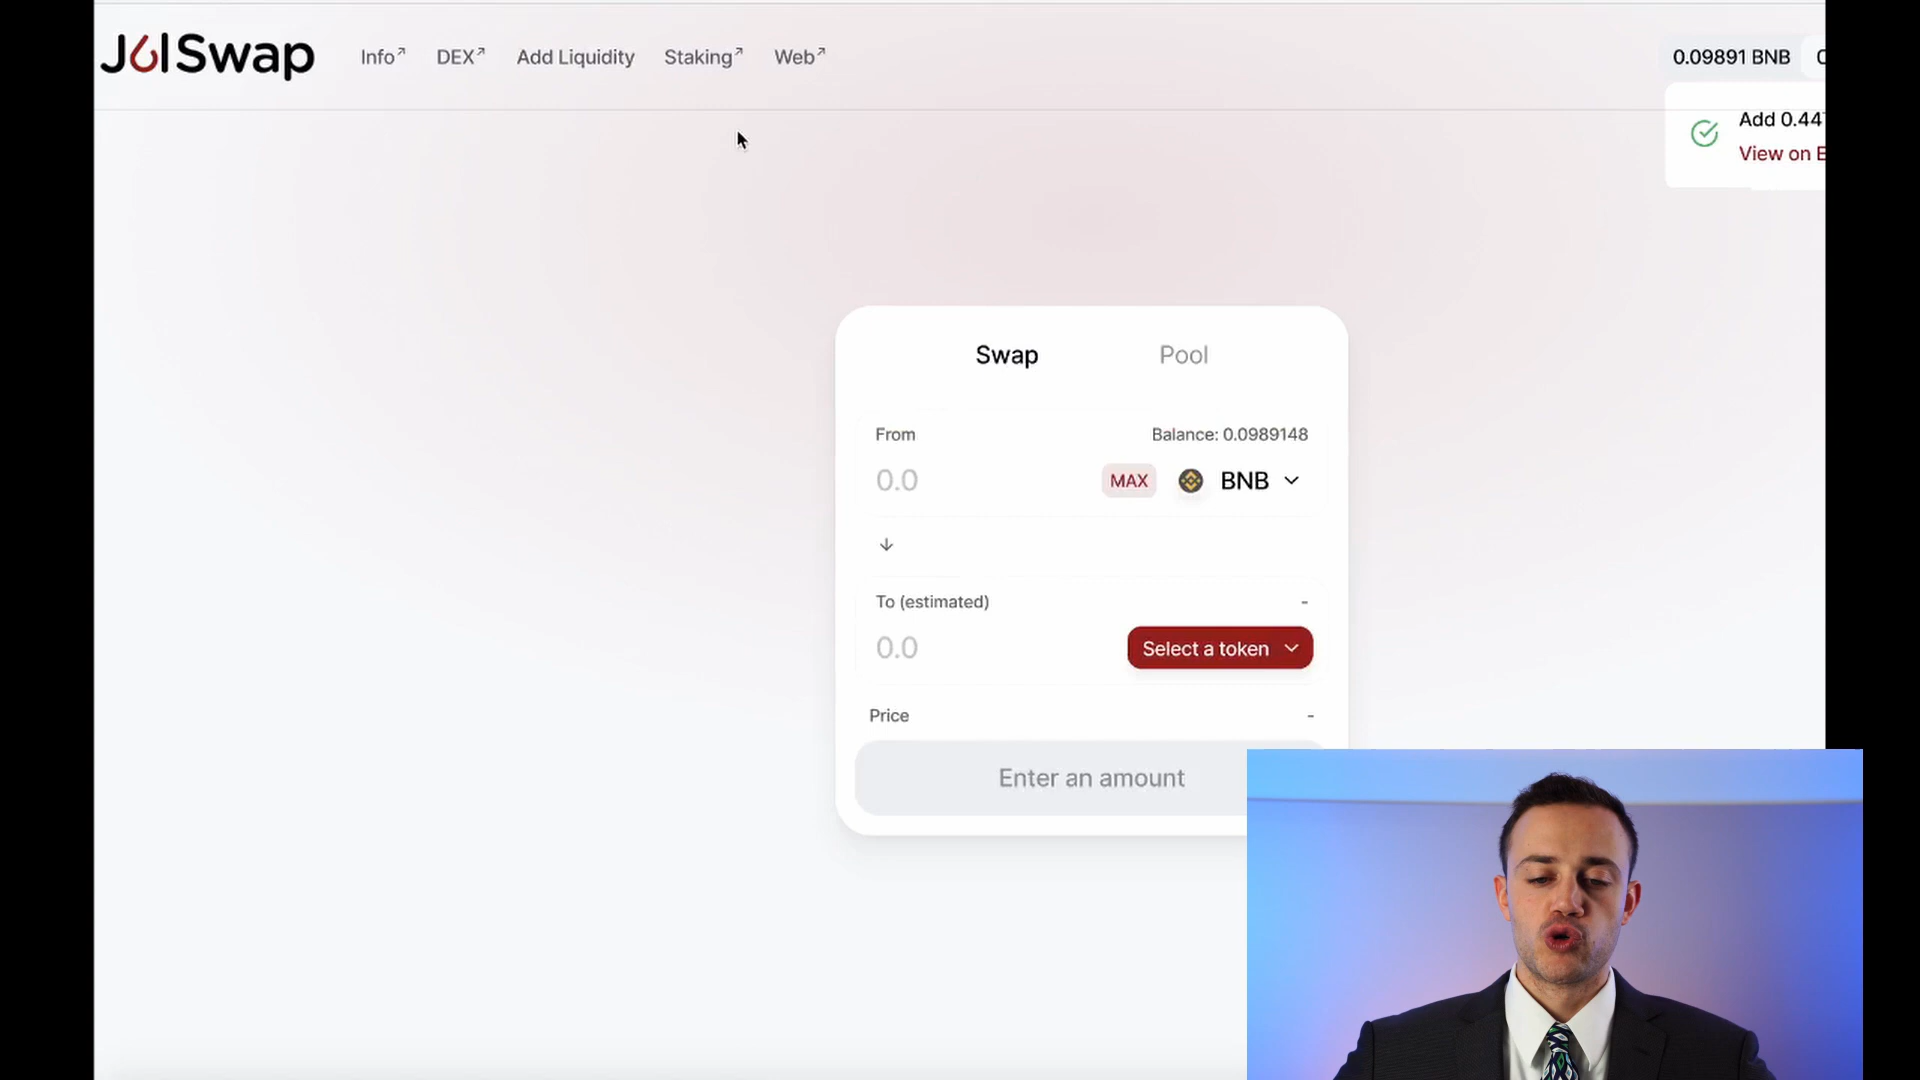 JulSwap
Info↗ DEX↗ Add Liquidity Staking↗ Web↗
0.09891 BNB
Add 0.44
View on
Swap Pool
From Balance: 0.0989148
0.0 MAX BNB
To (estimated) -
0.0 Select a token
Price -
Enter an amount